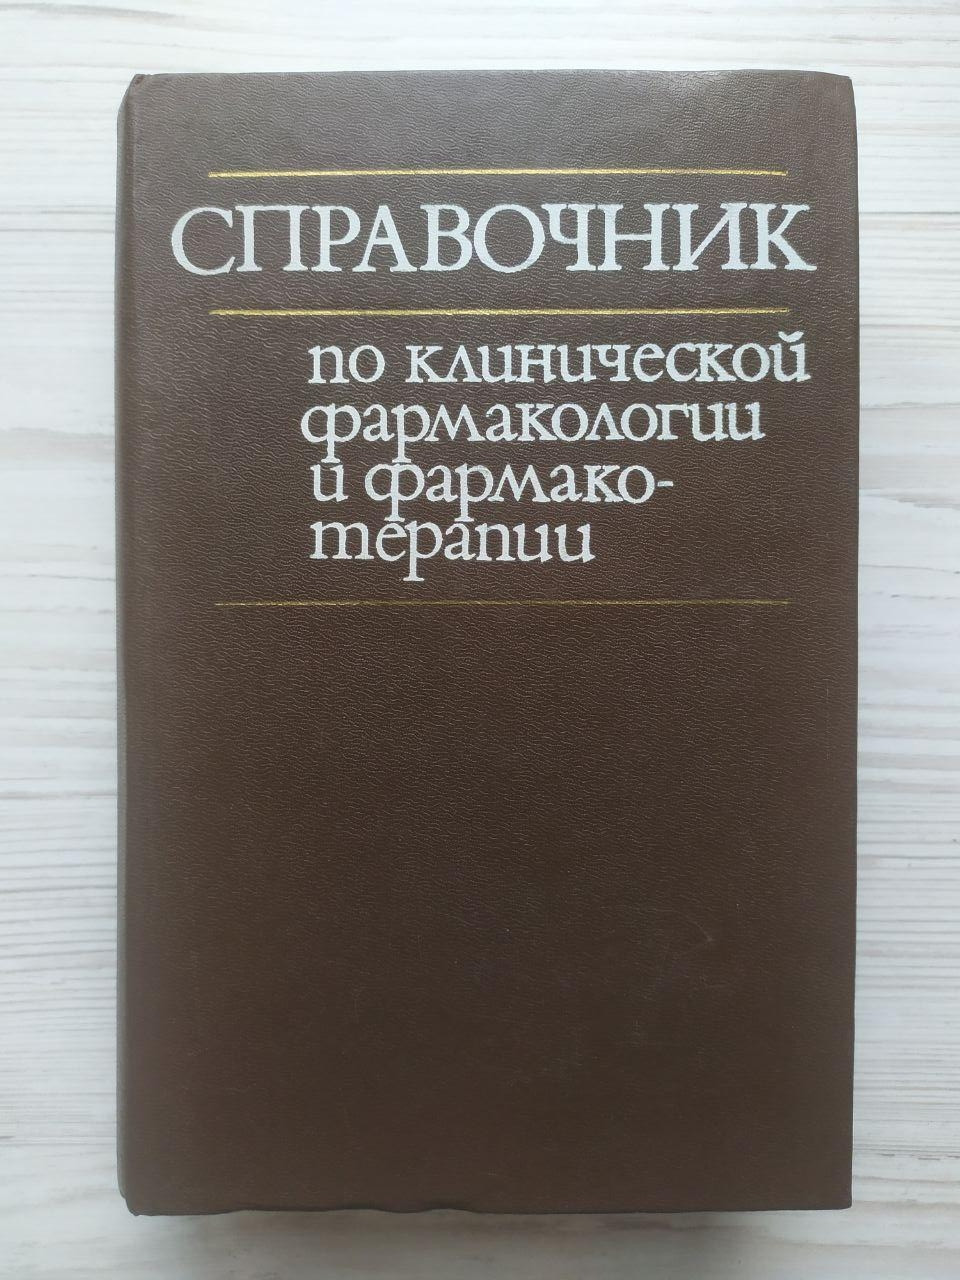 СПРАВОЧНИК
по клинической
фармакологии
и фармако-
терапии